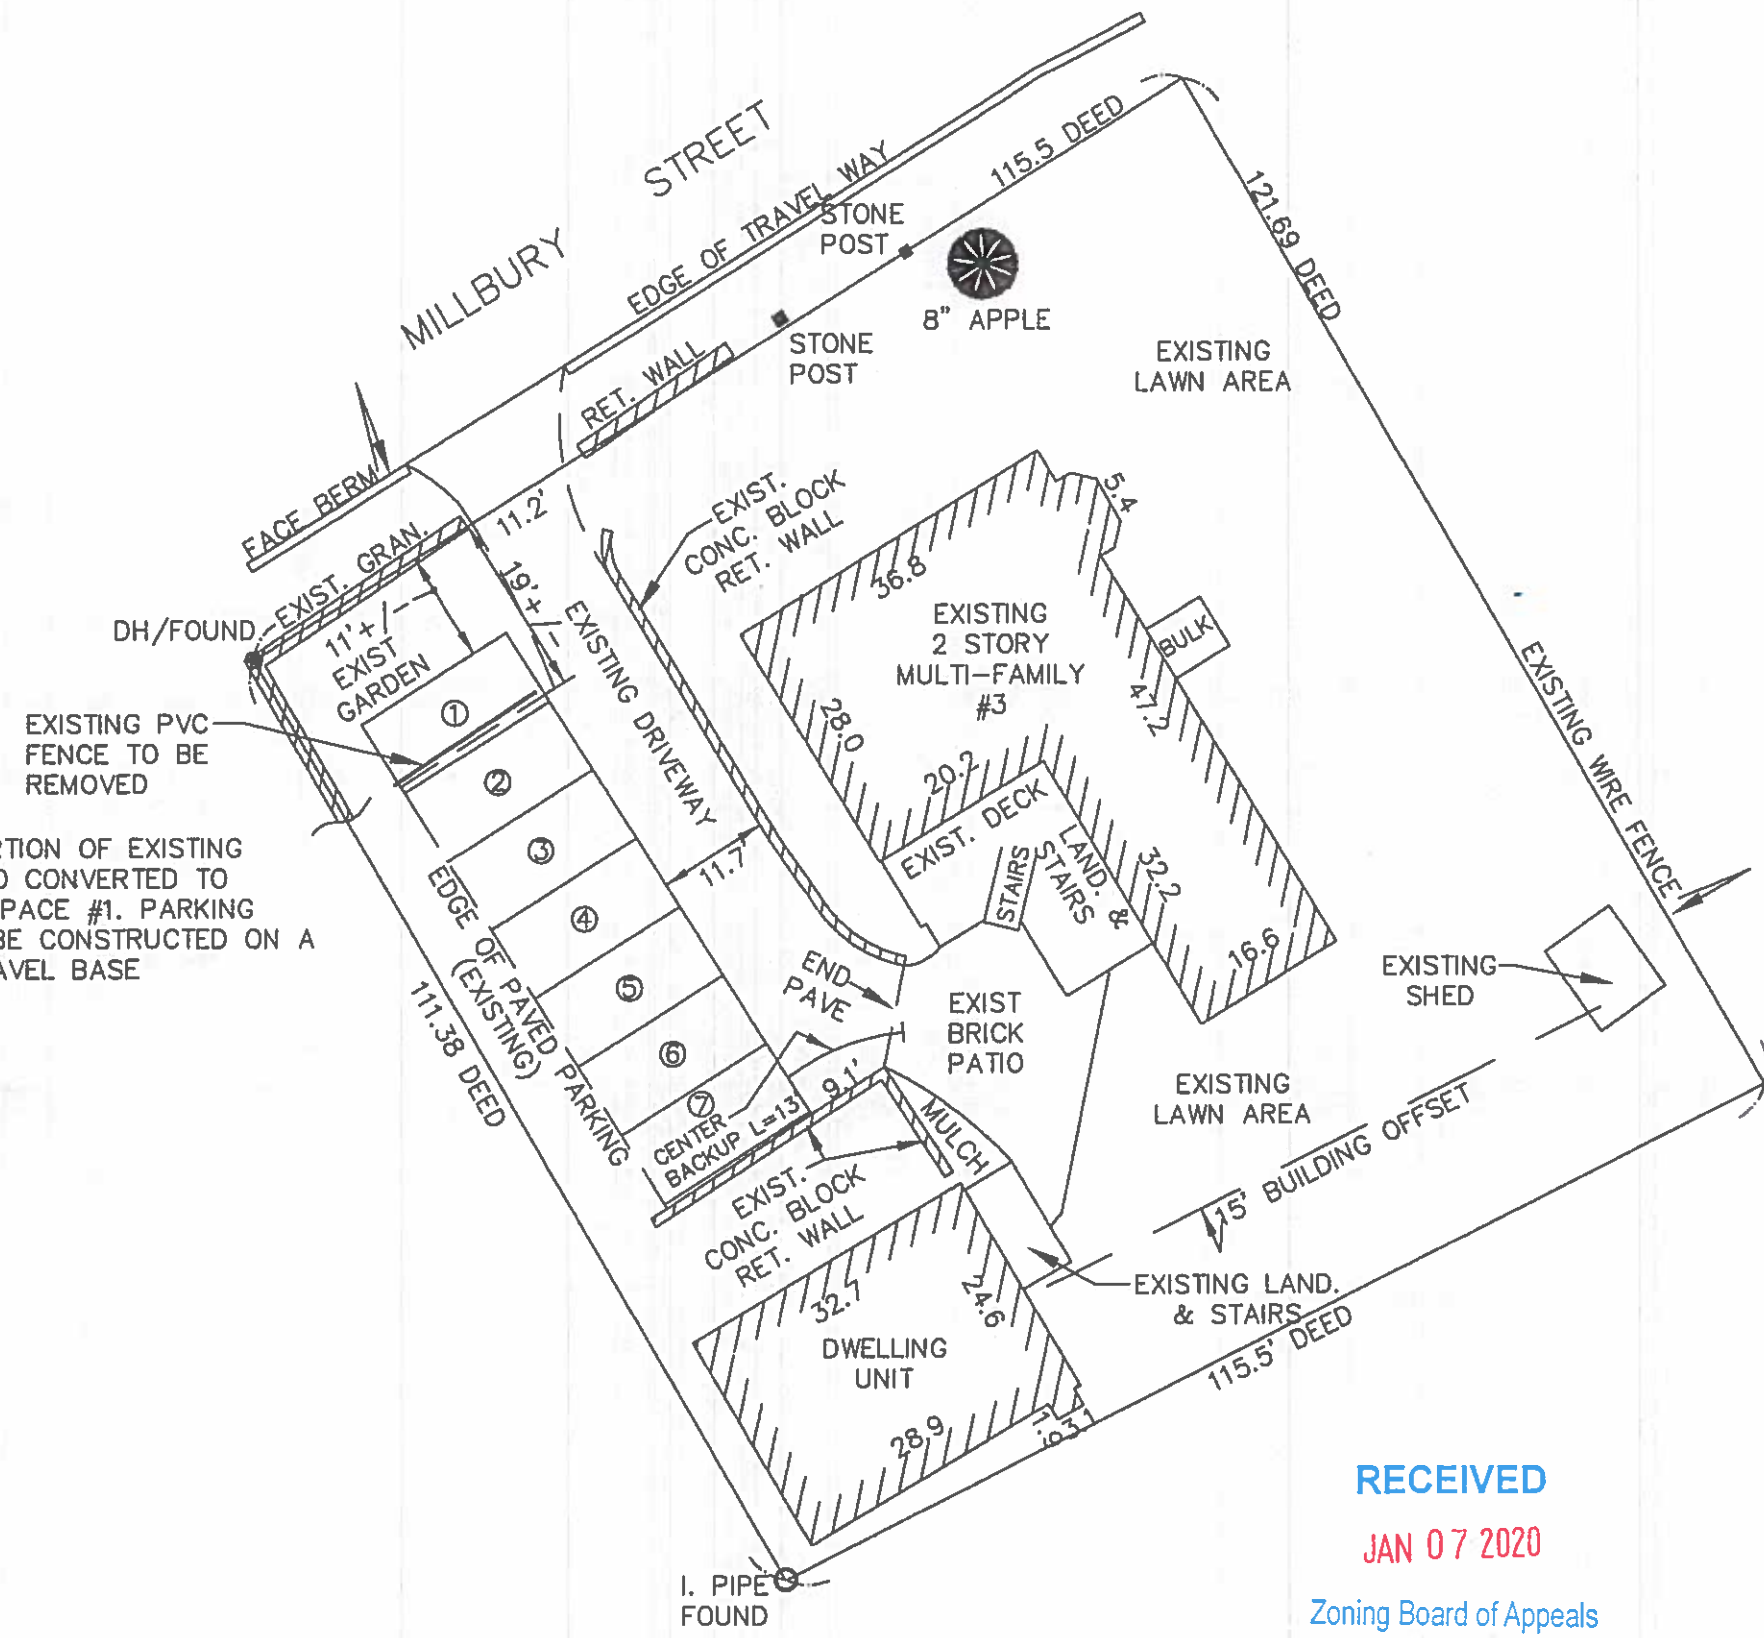 MILLBURY STREET
EDGE OF TRAVEL WAY
115.5 DEED
121.69 DEED
STONE
POST
STONE
POST
8" APPLE
EXISTING
LAWN AREA
RET. WALL
FACE BERM
EXIST. GRAN.
11.2'
19'+/-
DH/FOUND
11'+/-
EXIST
GARDEN
EXIST.
CONC. BLOCK
RET. WALL
5.4
36.8
EXISTING
2 STORY
MULTI-FAMILY
#3
BULK
47.2
28.0
20.2
EXISTING DRIVEWAY
EXISTING PVC
FENCE TO BE
REMOVED
①
②
③
④
⑤
⑥
⑦
EXISTING WIRE FENCE
EXIST. DECK
STAIRS
LAND. &
STAIRS
32.2
16.6
11.7'
TION OF EXISTING
CONVERTED TO
PACE #1. PARKING
BE CONSTRUCTED ON A
AVEL BASE
EDGE OF PAVED PARKING
(EXISTING)
111.38 DEED
END
PAVE
EXIST
BRICK
PATIO
EXISTING
SHED
EXISTING
LAWN AREA
9.1'
CENTER
BACKUP L=13'
MULCH
15' BUILDING OFFSET
EXIST.
CONC. BLOCK
RET. WALL
32.7
24.6
EXISTING LAND.
& STAIRS
DWELLING
UNIT
28.9
115.5' DEED
I. PIPE
FOUND
RECEIVED
JAN 07 2020
Zoning Board of Appeals